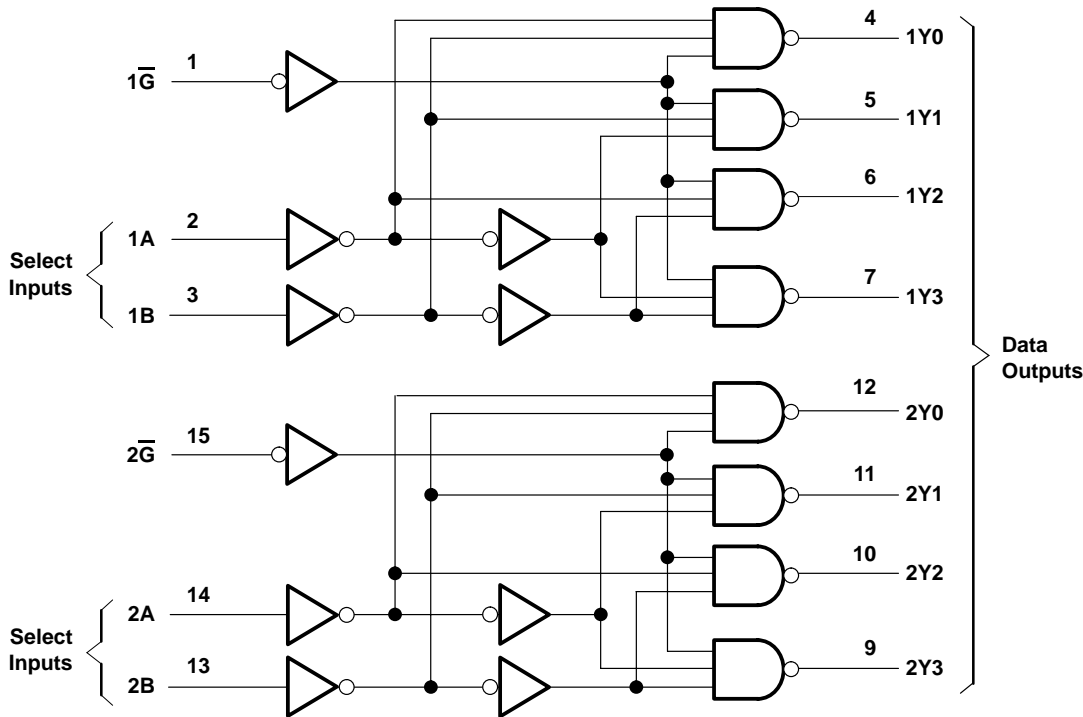 4
1Y0
1
1G̅
5
1Y1
6
1Y2
2
1A
Select
Inputs
3
1B
7
1Y3
Data
Outputs
12
2Y0
15
2G̅
11
2Y1
10
2Y2
14
2A
Select
Inputs
13
2B
9
2Y3